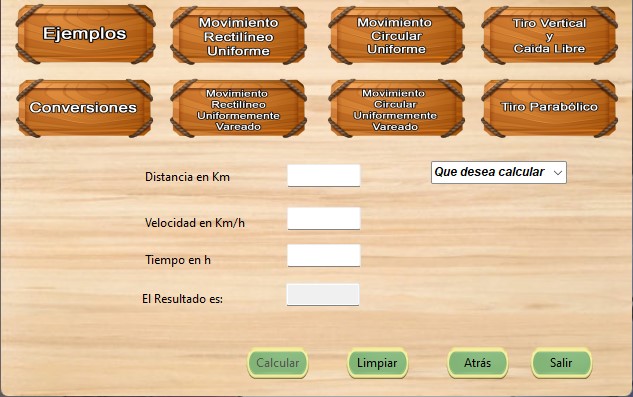 Ejemplos
Movimiento
Rectilíneo
Uniforme
Movimiento
Circular
Uniforme
Tiro Vertical
y
Caida Libre
Conversiones
Movimiento
Rectilíneo
Uniformemente
Vareado
Movimiento
Circular
Uniformemente
Vareado
Tiro Parabólico
Distancia en Km
Que desea calcular
Velocidad en Km/h
Tiempo en h
El Resultado es:
Calcular
Limpiar
Atrás
Salir